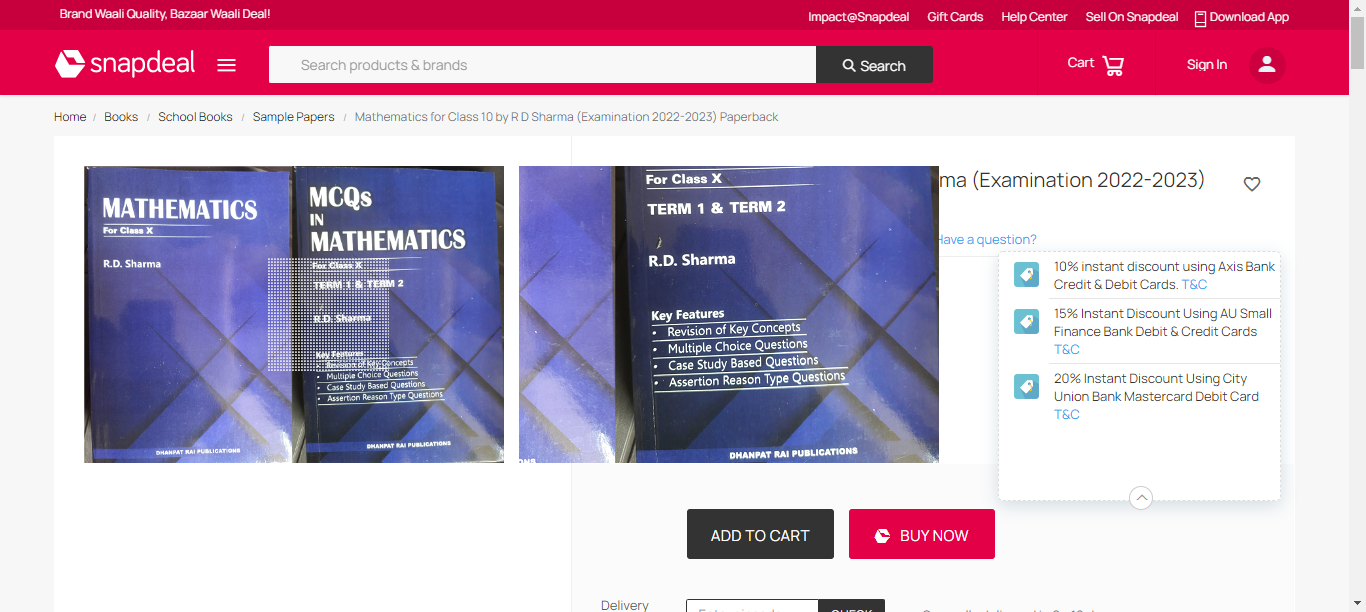 Brand Waali Quality, Bazaar Waali Deal!
Impact@Snapdeal Gift Cards Help Center Sell On Snapdeal Download App
snapdeal
Search products & brands
Search
Cart
Sign In
Home / Books / School Books / Sample Papers / Mathematics for Class 10 by R D Sharma (Examination 2022-2023) Paperback
MATHEMATICS
For Class X
R.D. Sharma
DHANPAT RAI PUBLICATIONS
MCQs
IN
MATHEMATICS
For Class X
TERM 1 & TERM 2
R.D. Sharma
Key Features
• Revision of Key Concepts
• Multiple Choice Questions
• Case Study Based Questions
• Assertion Reason Type Questions
DHANPAT RAI PUBLICATIONS
For Class X
TERM 1 & TERM 2
R.D. Sharma
Key Features
• Revision of Key Concepts
• Multiple Choice Questions
• Case Study Based Questions
• Assertion Reason Type Questions
DHANPAT RAI PUBLICATIONS
ma (Examination 2022-2023)
Have a question?
10% instant discount using Axis Bank
Credit & Debit Cards. T&C
15% Instant Discount Using AU Small
Finance Bank Debit & Credit Cards
T&C
20% Instant Discount Using City
Union Bank Mastercard Debit Card
T&C
ADD TO CART
BUY NOW
Delivery
CHECK